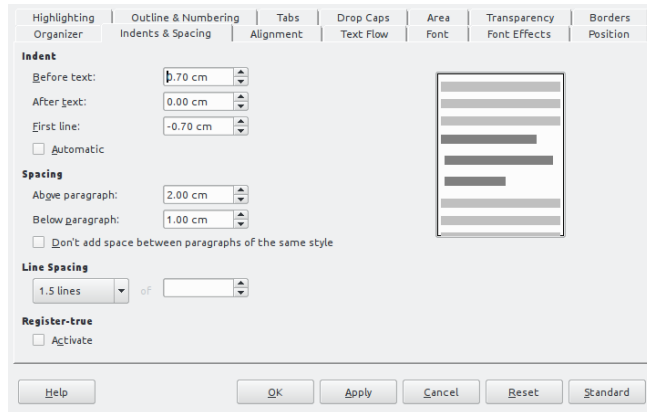 Highlighting Outline & Numbering Tabs Drop Caps Area Transparency Borders
Organizer Indents & Spacing Alignment Text Flow Font Font Effects Position
Indent
Before text: 0.70 cm
After text: 0.00 cm
First line: -0.70 cm
Automatic
Spacing
Above paragraph: 2.00 cm
Below paragraph: 1.00 cm
Don't add space between paragraphs of the same style
Line Spacing
1.5 lines of
Register-true
Activate
Help OK Apply Cancel Reset Standard